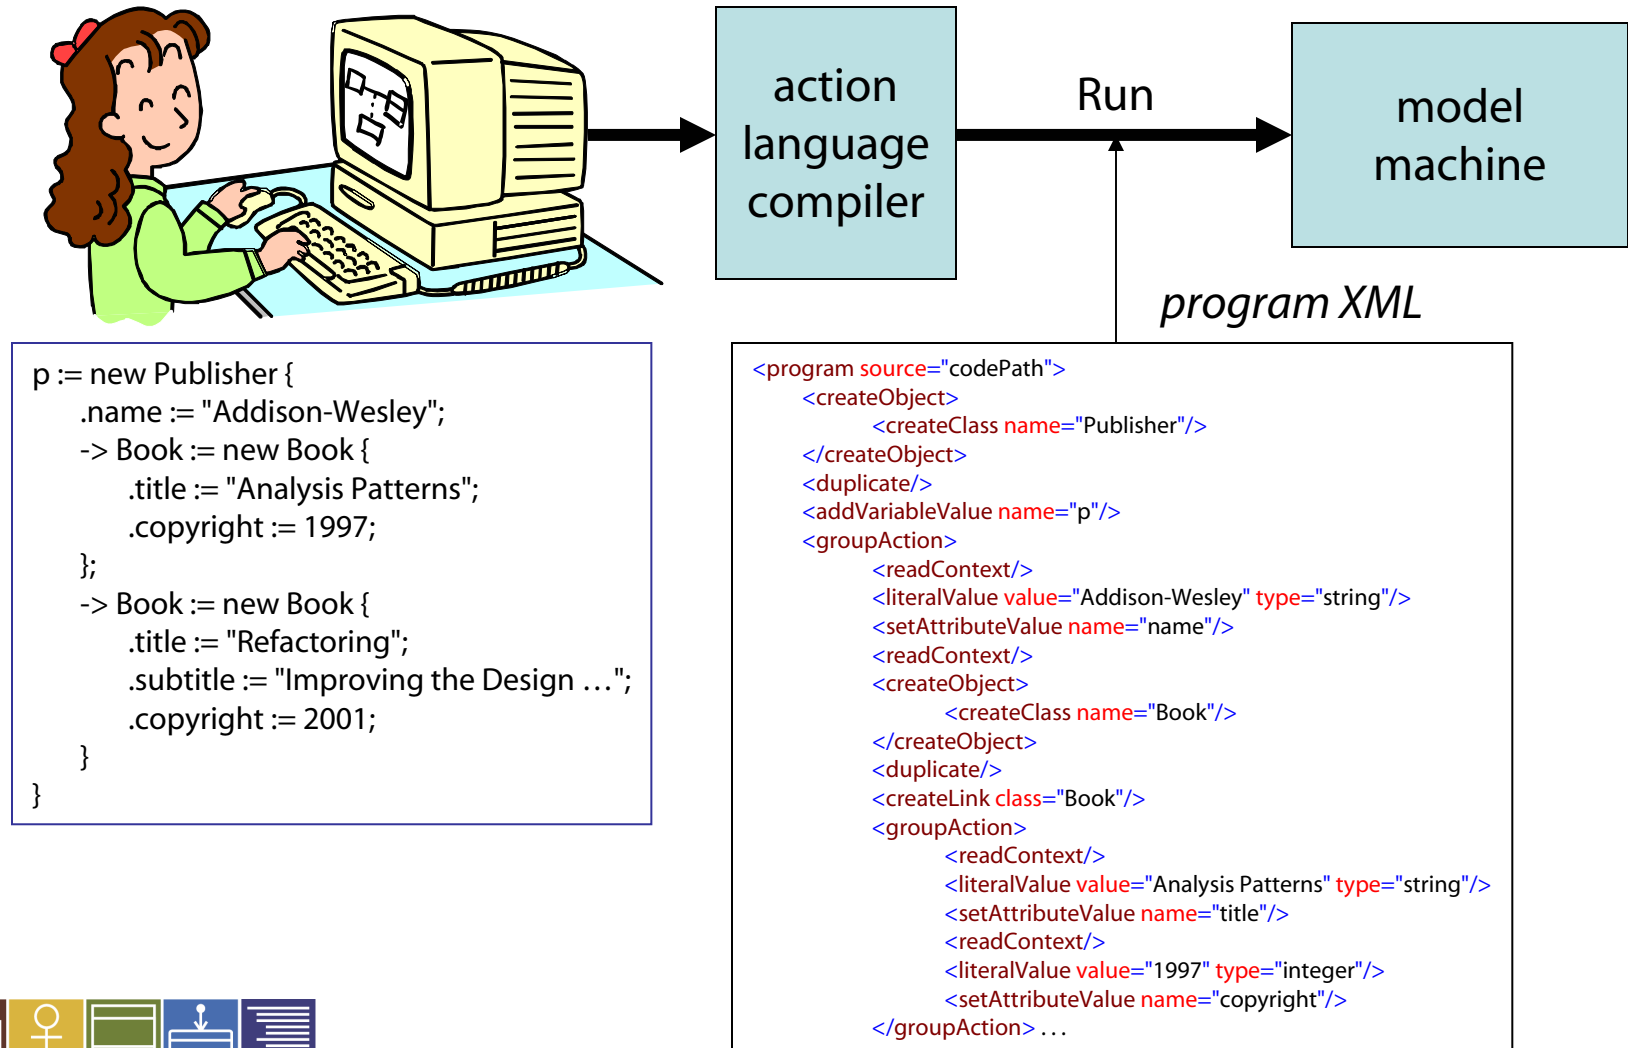 action
language
compiler
Run
model
machine
program XML
p := new Publisher {
.name := "Addison-Wesley";
-> Book := new Book {
.title := "Analysis Patterns";
.copyright := 1997;
};
-> Book := new Book {
.title := "Refactoring";
.subtitle := "Improving the Design …";
.copyright := 2001;
}
}
<program source="codePath">
<createObject>
<createClass name="Publisher"/>
</createObject>
<duplicate/>
<addVariableValue name="p"/>
<groupAction>
<readContext/>
<literalValue value="Addison-Wesley" type="string"/>
<setAttributeValue name="name"/>
<readContext/>
<createObject>
<createClass name="Book"/>
</createObject>
<duplicate/>
<createLink class="Book"/>
<groupAction>
<readContext/>
<literalValue value="Analysis Patterns" type="string"/>
<setAttributeValue name="title"/>
<readContext/>
<literalValue value="1997" type="integer"/>
<setAttributeValue name="copyright"/>
</groupAction> . . .